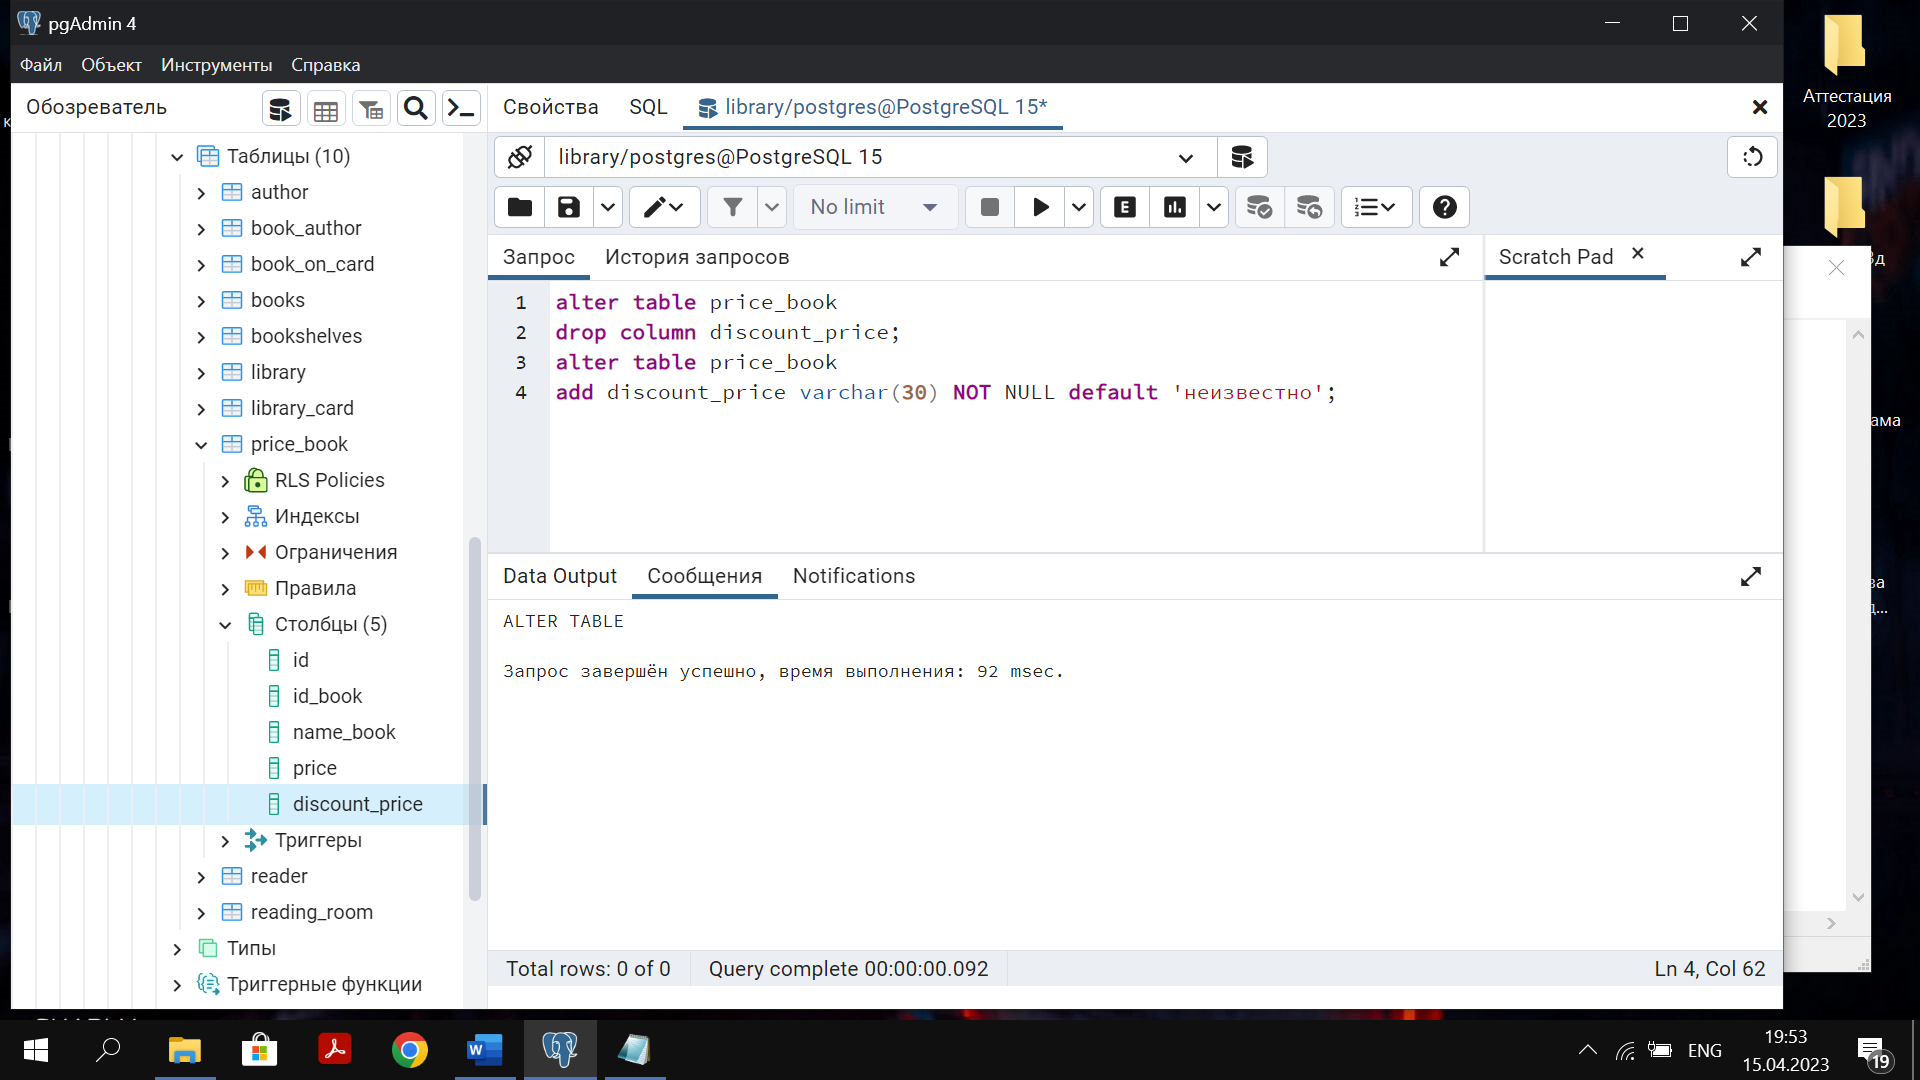 pgAdmin 4
Файл Объект Инструменты Справка
Обозреватель
Таблицы (10)
author
book_author
book_on_card
books
bookshelves
library
library_card
price_book
RLS Policies
Индексы
Ограничения
Правила
Столбцы (5)
id
id_book
name_book
price
discount_price
Триггеры
reader
reading_room
Типы
Триггерные функции
Свойства SQL library/postgres@PostgreSQL 15*
library/postgres@PostgreSQL 15
No limit
E
Запрос История запросов
Scratch Pad
1 alter table price_book
2 drop column discount_price;
3 alter table price_book
4 add discount_price varchar(30) NOT NULL default 'неизвестно';
Data Output Сообщения Notifications
ALTER TABLE
Запрос завершён успешно, время выполнения: 92 msec.
Total rows: 0 of 0 Query complete 00:00:00.092 Ln 4, Col 62
Аттестация
2023
ENG
19:53
15.04.2023
19